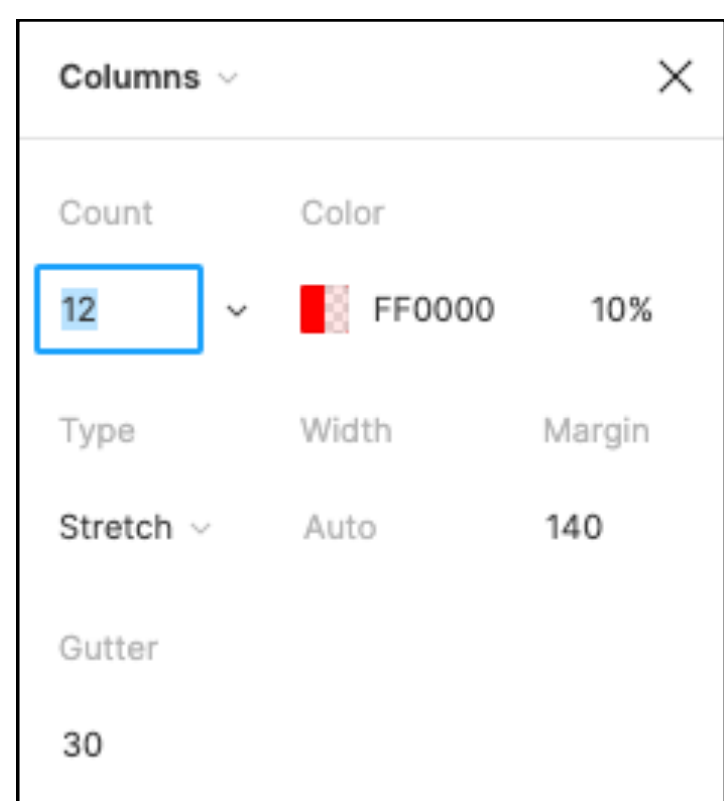 Columns
Count Color
12 FF0000 10%
Type Width Margin
Stretch Auto 140
Gutter
30